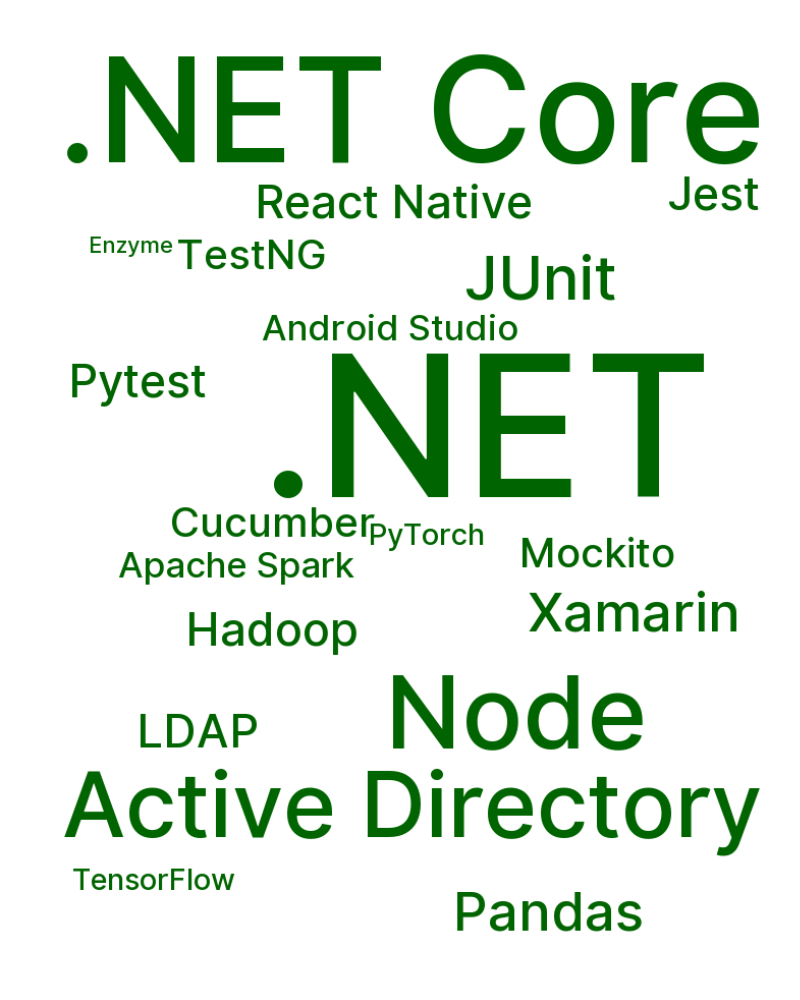 .NET Core
React Native
Jest
Enzyme
TestNG
JUnit
Android Studio
Pytest
.NET
Cucumber
PyTorch
Mockito
Apache Spark
Xamarin
Hadoop
Node
LDAP
Active Directory
TensorFlow
Pandas